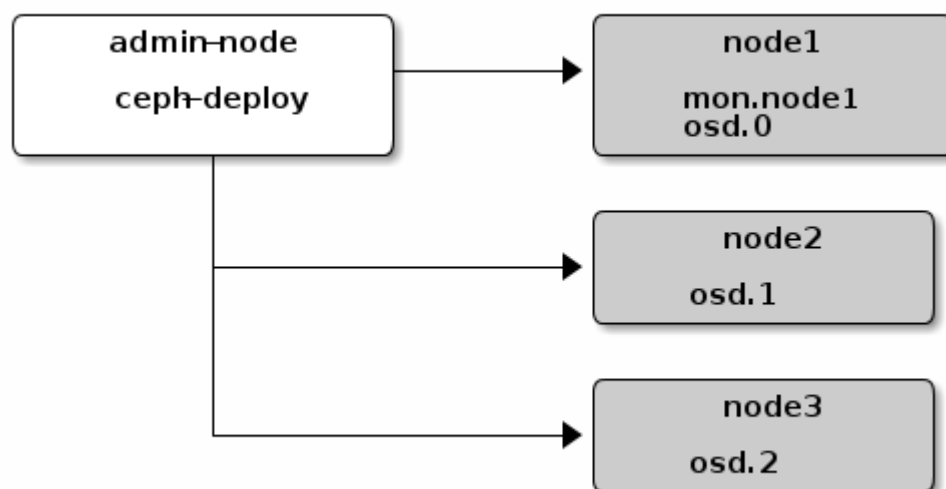 admin-node
ceph-deploy
node1
mon.node1
osd.0
node2
osd.1
node3
osd.2